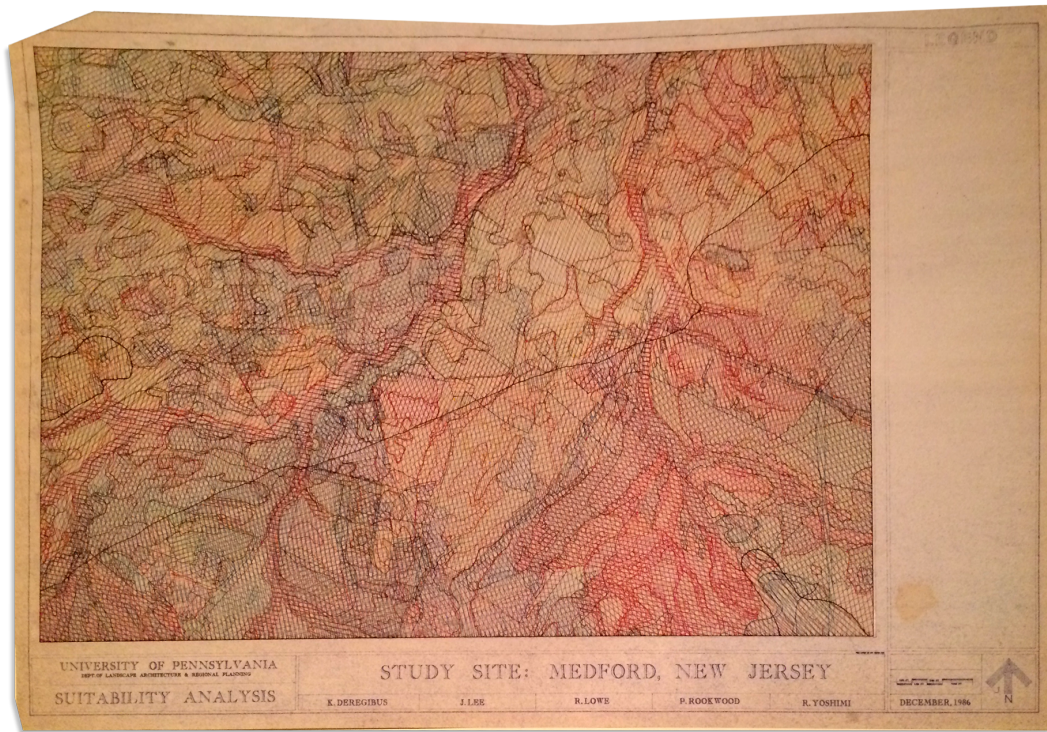 UNIVERSITY OF PENNSYLVANIA
DEPT. OF LANDSCAPE ARCHITECTURE & REGIONAL PLANNING
SUITABILITY ANALYSIS
STUDY SITE: MEDFORD, NEW JERSEY
K. DEREGIBUS J. LEE R. LOWE P. ROOKWOOD R. YOSHIMI
DECEMBER, 1986
N